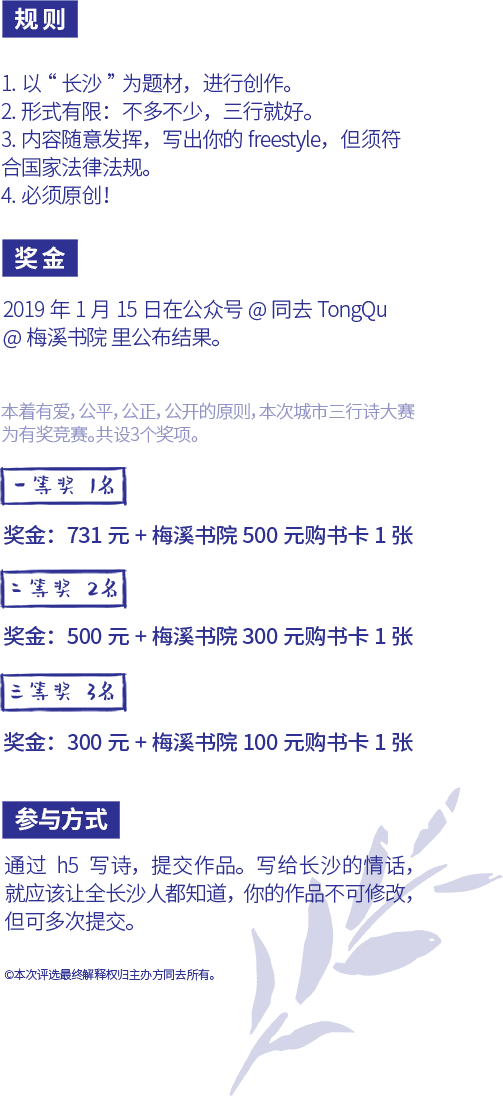 规则
1. 以 “ 长沙 ” 为题材，进行创作。
2. 形式有限：不多不少，三行就好。
3. 内容随意发挥，写出你的 freestyle，但须符
合国家法律法规。
4. 必须原创！
奖金
2019 年 1 月 15 日在公众号 @ 同去 TongQu
@ 梅溪书院 里公布结果。
本着有爱，公平，公正，公开的原则，本次城市三行诗大赛
为有奖竞赛。共设3个奖项。
一等奖 1名
奖金：731 元 + 梅溪书院 500 元购书卡 1 张
二等奖 2名
奖金：500 元 + 梅溪书院 300 元购书卡 1 张
三等奖 3名
奖金：300 元 + 梅溪书院 100 元购书卡 1 张
参与方式
通过 h5 写诗，提交作品。写给长沙的情话，
就应该让全长沙人都知道，你的作品不可修改，
但可多次提交。
©本次评选最终解释权归主办方同去所有。